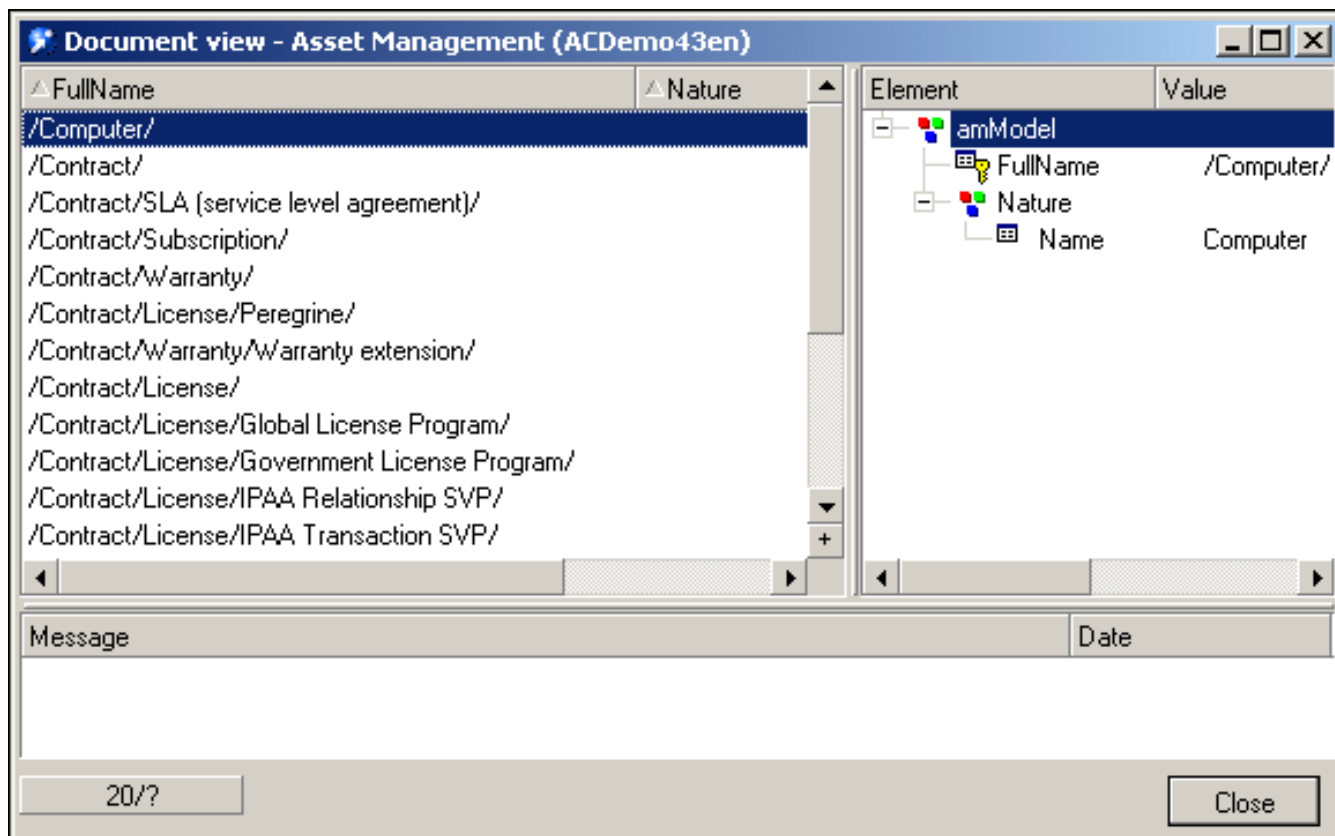 Document view - Asset Management (ACDemo43en)
FullName Nature
/Computer/
/Contract/
/Contract/SLA (service level agreement)/
/Contract/Subscription/
/Contract/Warranty/
/Contract/License/Peregrine/
/Contract/Warranty/Warranty extension/
/Contract/License/
/Contract/License/Global License Program/
/Contract/License/Government License Program/
/Contract/License/IPAA Relationship SVP/
/Contract/License/IPAA Transaction SVP/
Element Value
amModel
FullName /Computer/
Nature
Name Computer
Message Date
20/?
Close